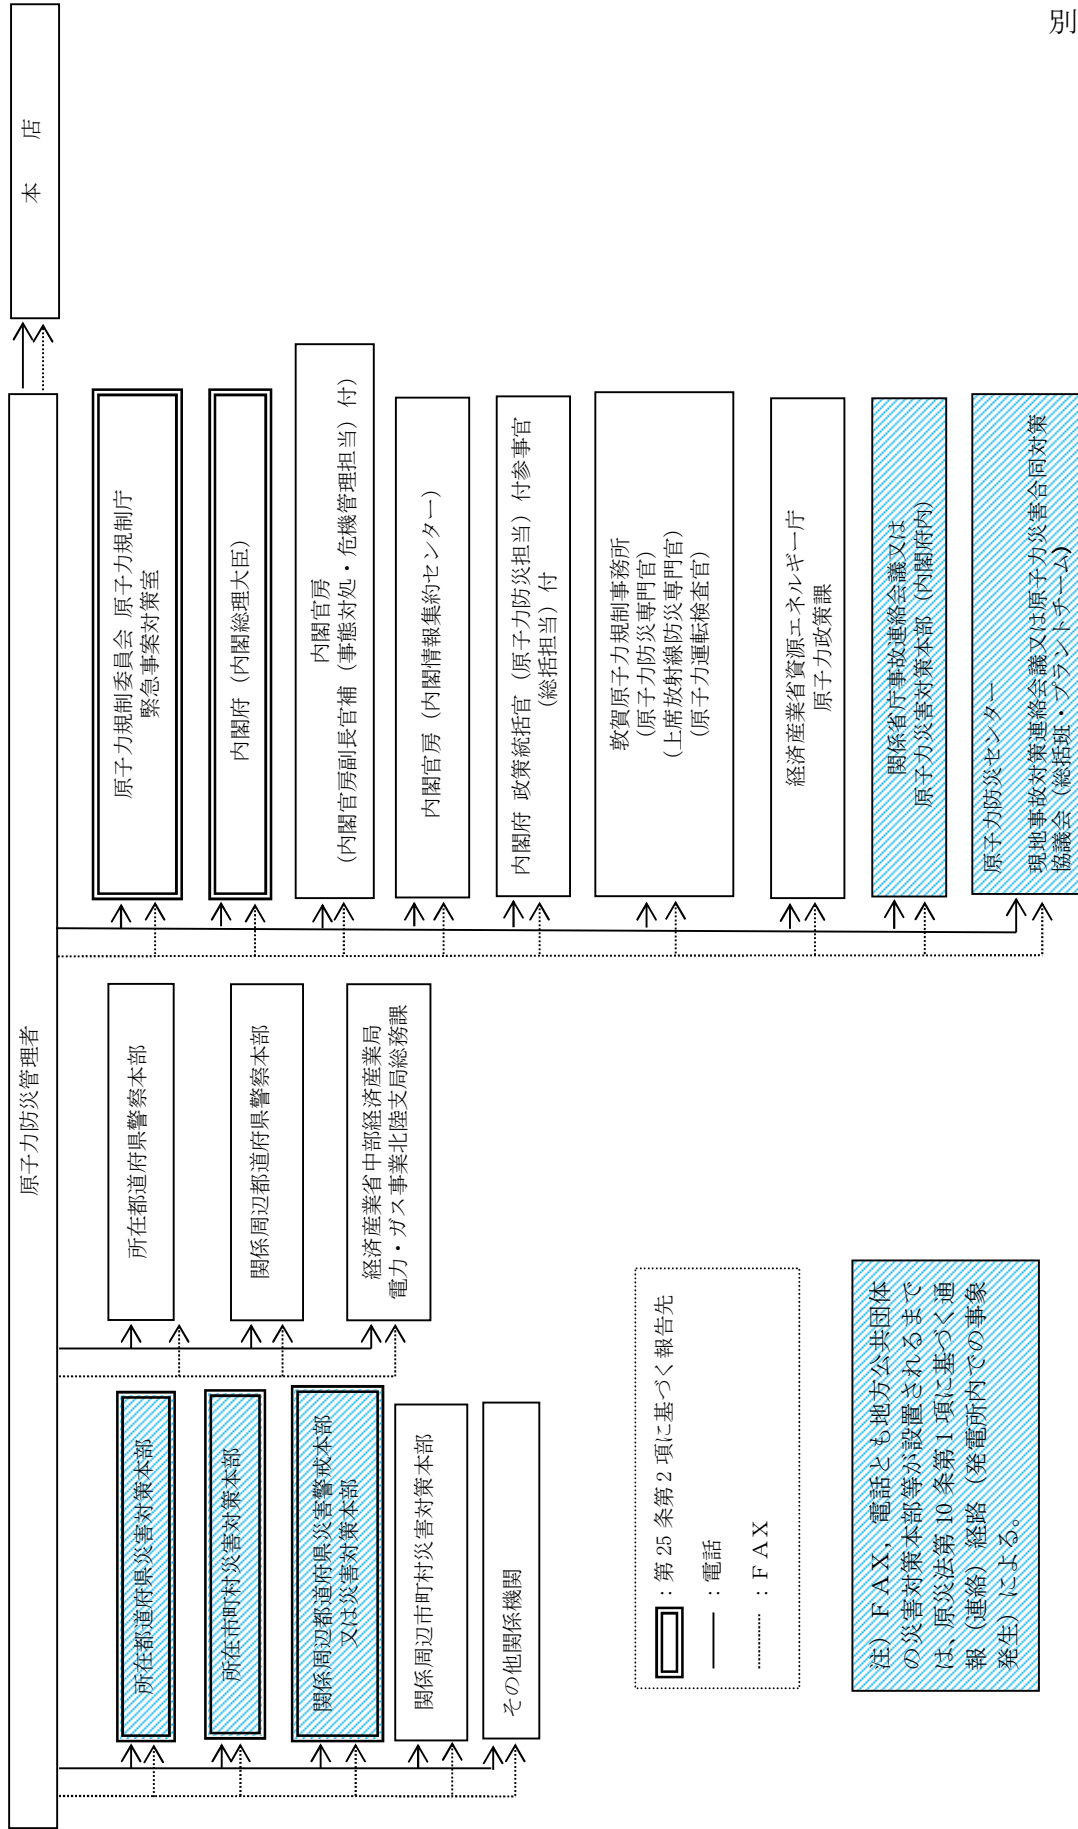 別
本　店
原子力防災管理者
原子力規制委員会 原子力規制庁
緊急事案対策室
内閣府（内閣総理大臣）
内閣官房
（内閣官房副長官補（事態対処・危機管理担当）付）
内閣官房（内閣情報集約センター）
内閣府 政策統括官（原子力防災担当）付参事官
（総括担当）付
敦賀原子力規制事務所
（原子力防災専門官）
（上席放射線防災専門官）
（原子力運転検査官）
経済産業省資源エネルギー庁
原子力政策課
関係省庁事故連絡会議又は
原子力災害対策本部（内閣府内）
原子力防災センター
現地事故対策連絡会議又は原子力災害合同対策
協議会（総括班・プラントチーム）
所在都道府県警察本部
関係周辺都道府県警察本部
経済産業省中部経済産業局
電力・ガス事業北陸支局総務課
所在都道府県災害対策本部
所在市町村災害対策本部
関係周辺都道府県災害警戒本部
又は災害対策本部
関係周辺市町村災害対策本部
その他関係機関
：第 25 条第 2 項に基づく報告先
：電話
：ＦＡＸ
注）ＦＡＸ，電話とも地方公共団体
の災害対策本部等が設置されるまで
は、原災法第 10 条第 1 項に基づく通
報（連絡）経路（発電所内での事象
発生）による。